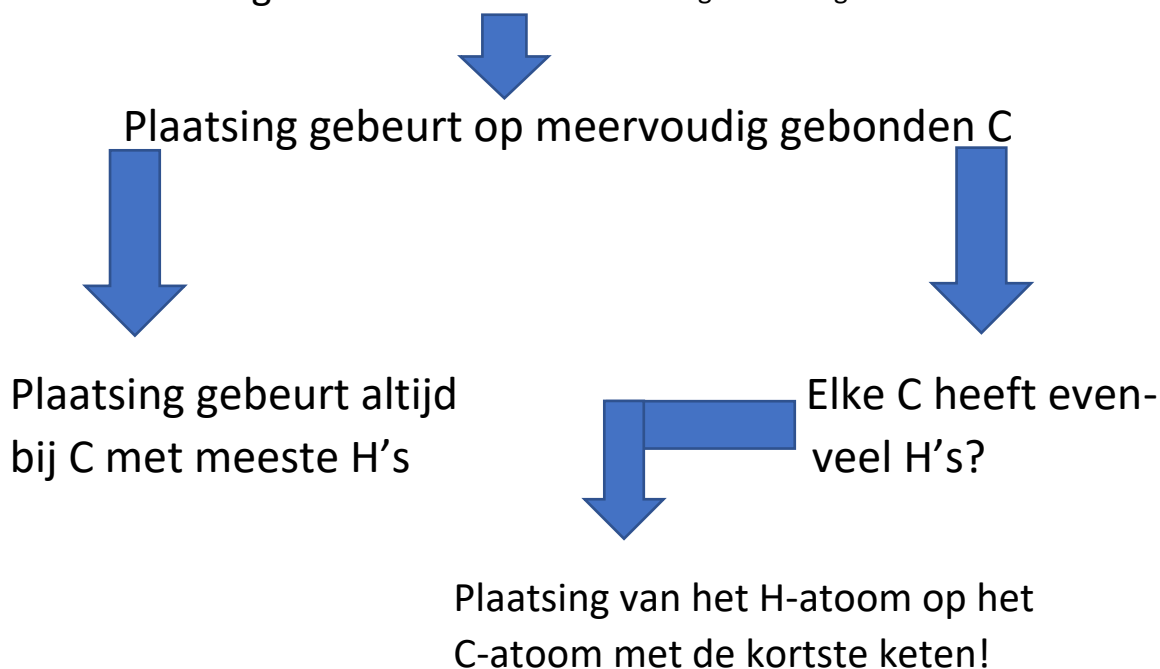 Plaatsing gebeurt op meervoudig gebonden C
Plaatsing gebeurt altijd
bij C met meeste H's
Elke C heeft even-
veel H's?
Plaatsing van het H-atoom op het
C-atoom met de kortste keten!